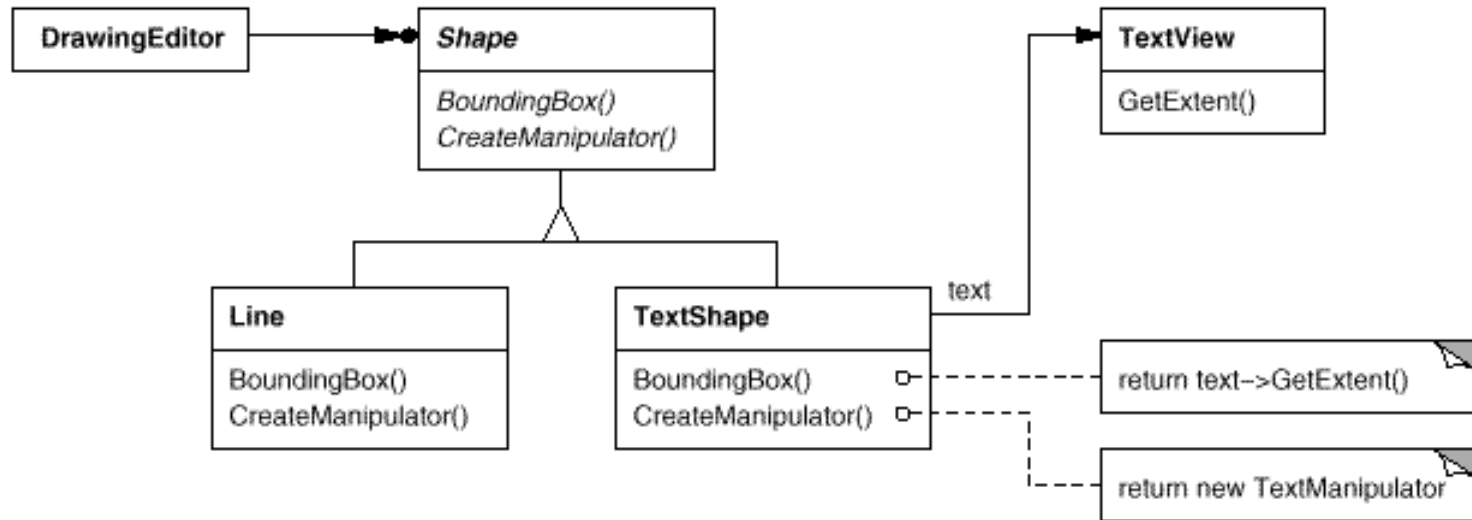 DrawingEditor
Shape
BoundingBox()
CreateManipulator()
TextView
GetExtent()
Line
BoundingBox()
CreateManipulator()
TextShape
BoundingBox()
CreateManipulator()
text
return text->GetExtent()
return new TextManipulator